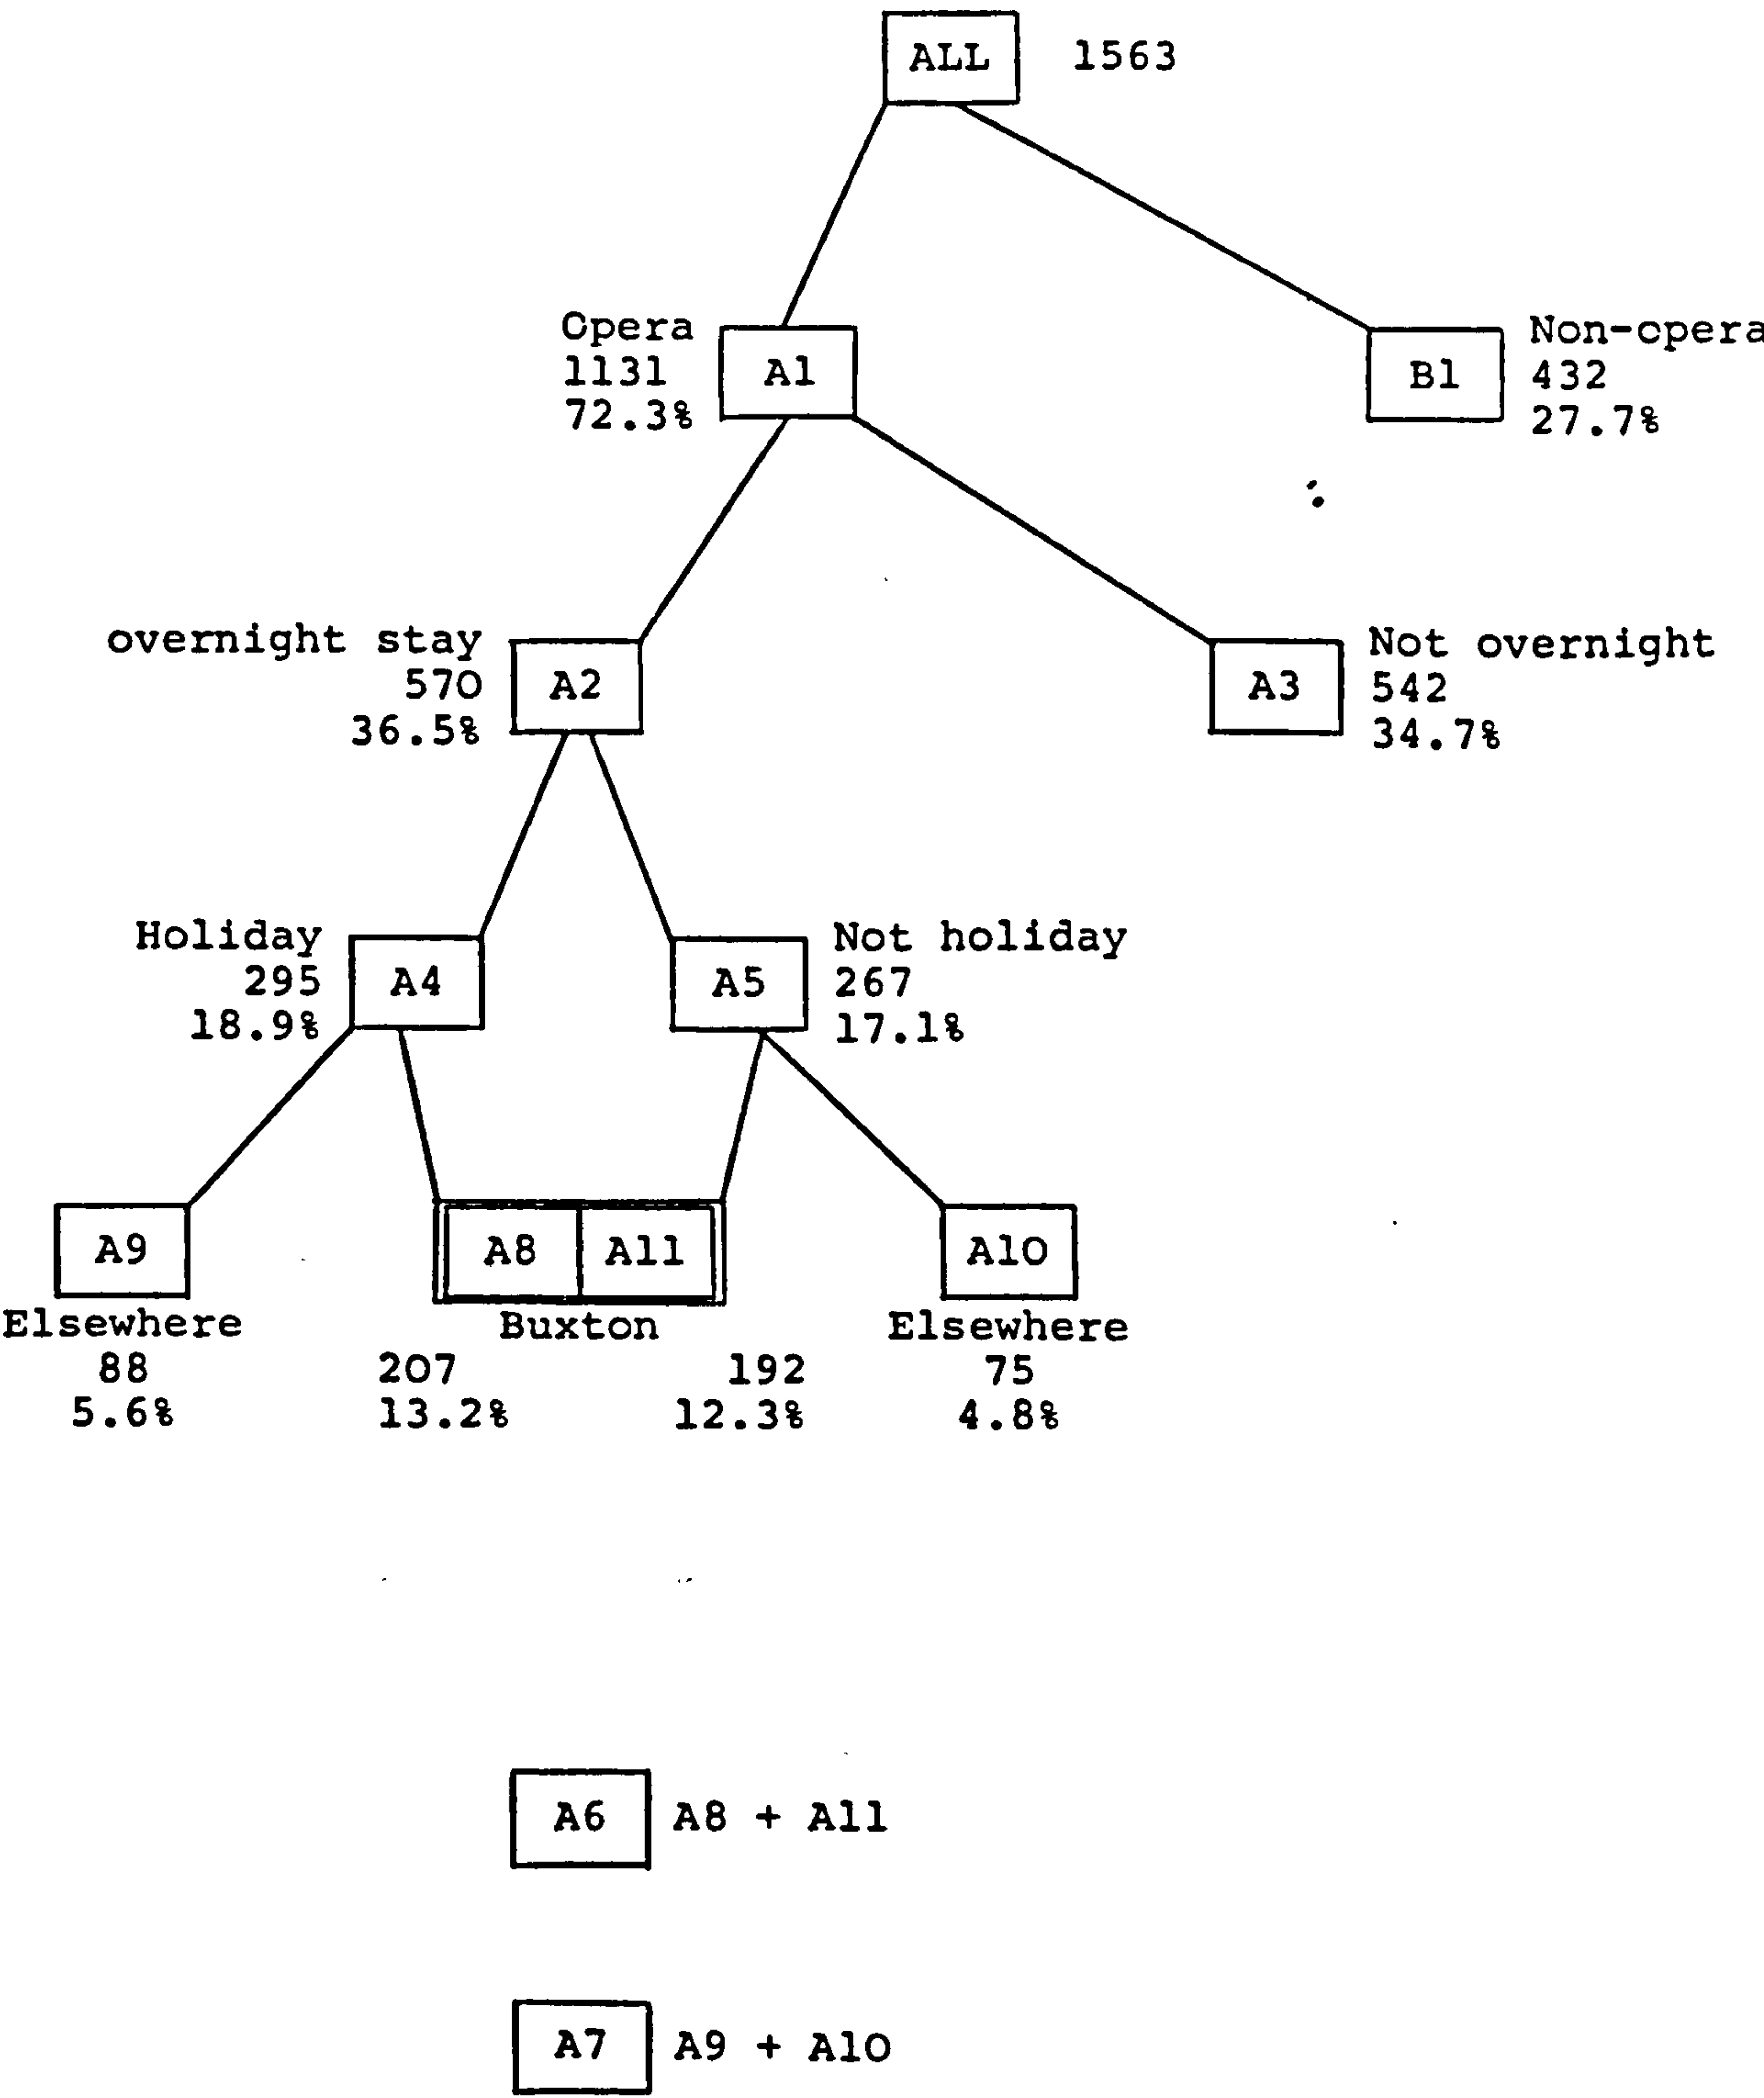 ALL 1563
Opera
1131
72.3%
A1
B1
Non-opera
432
27.7%
overnight stay
570
36.5%
A2
A3
Not overnight
542
34.7%
Holiday
295
18.9%
A4
A5
Not holiday
267
17.1%
A9
A8
A11
A10
Elsewhere
88
5.6%
Buxton
207
13.2%
192
12.3%
Elsewhere
75
4.8%
A6 A8 + A11
A7 A9 + A10